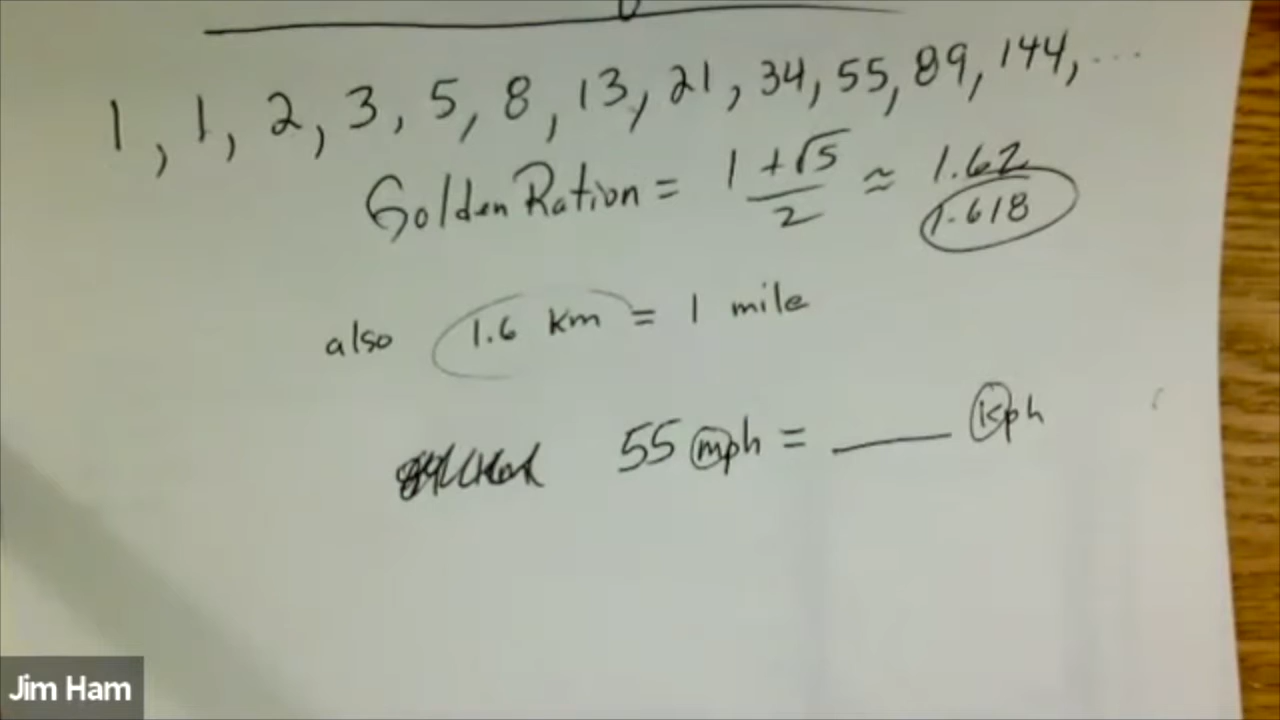 1, 1, 2, 3, 5, 8, 13, 21, 34, 55, 89, 144, ...
Golden Ration = 1+√5 / 2 ≈ 1.62
1.618
also 1.6 km = 1 mile
55 mph = ____ kph
Jim Ham